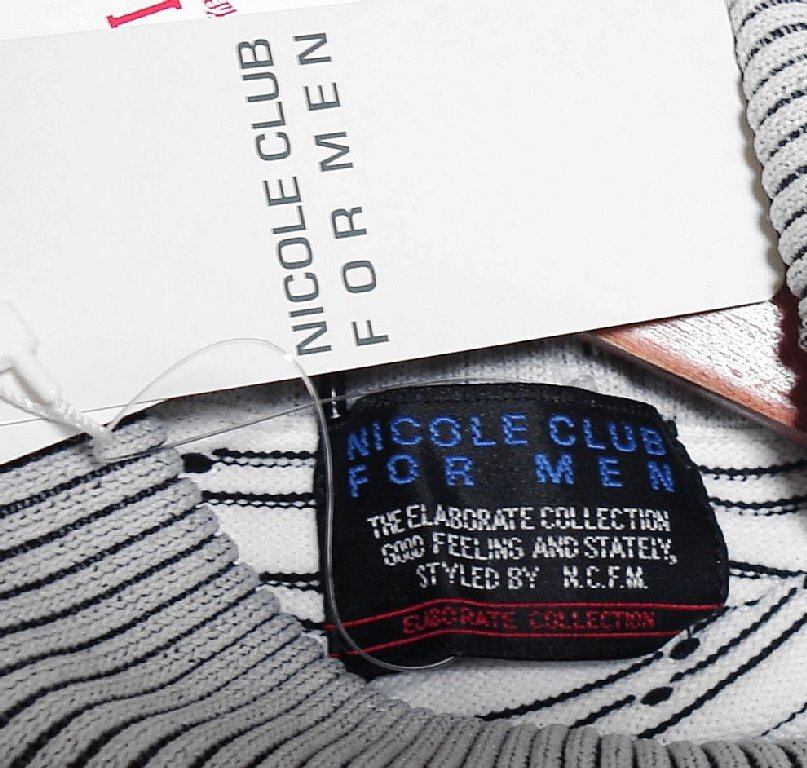 NICOLE CLUB
FOR MEN
NICOLE CLUB
FOR MEN
THE ELABORATE COLLECTION
GOOD FEELING AND STATELY,
STYLED BY N.C.F.M.
ELABORATE COLLECTION